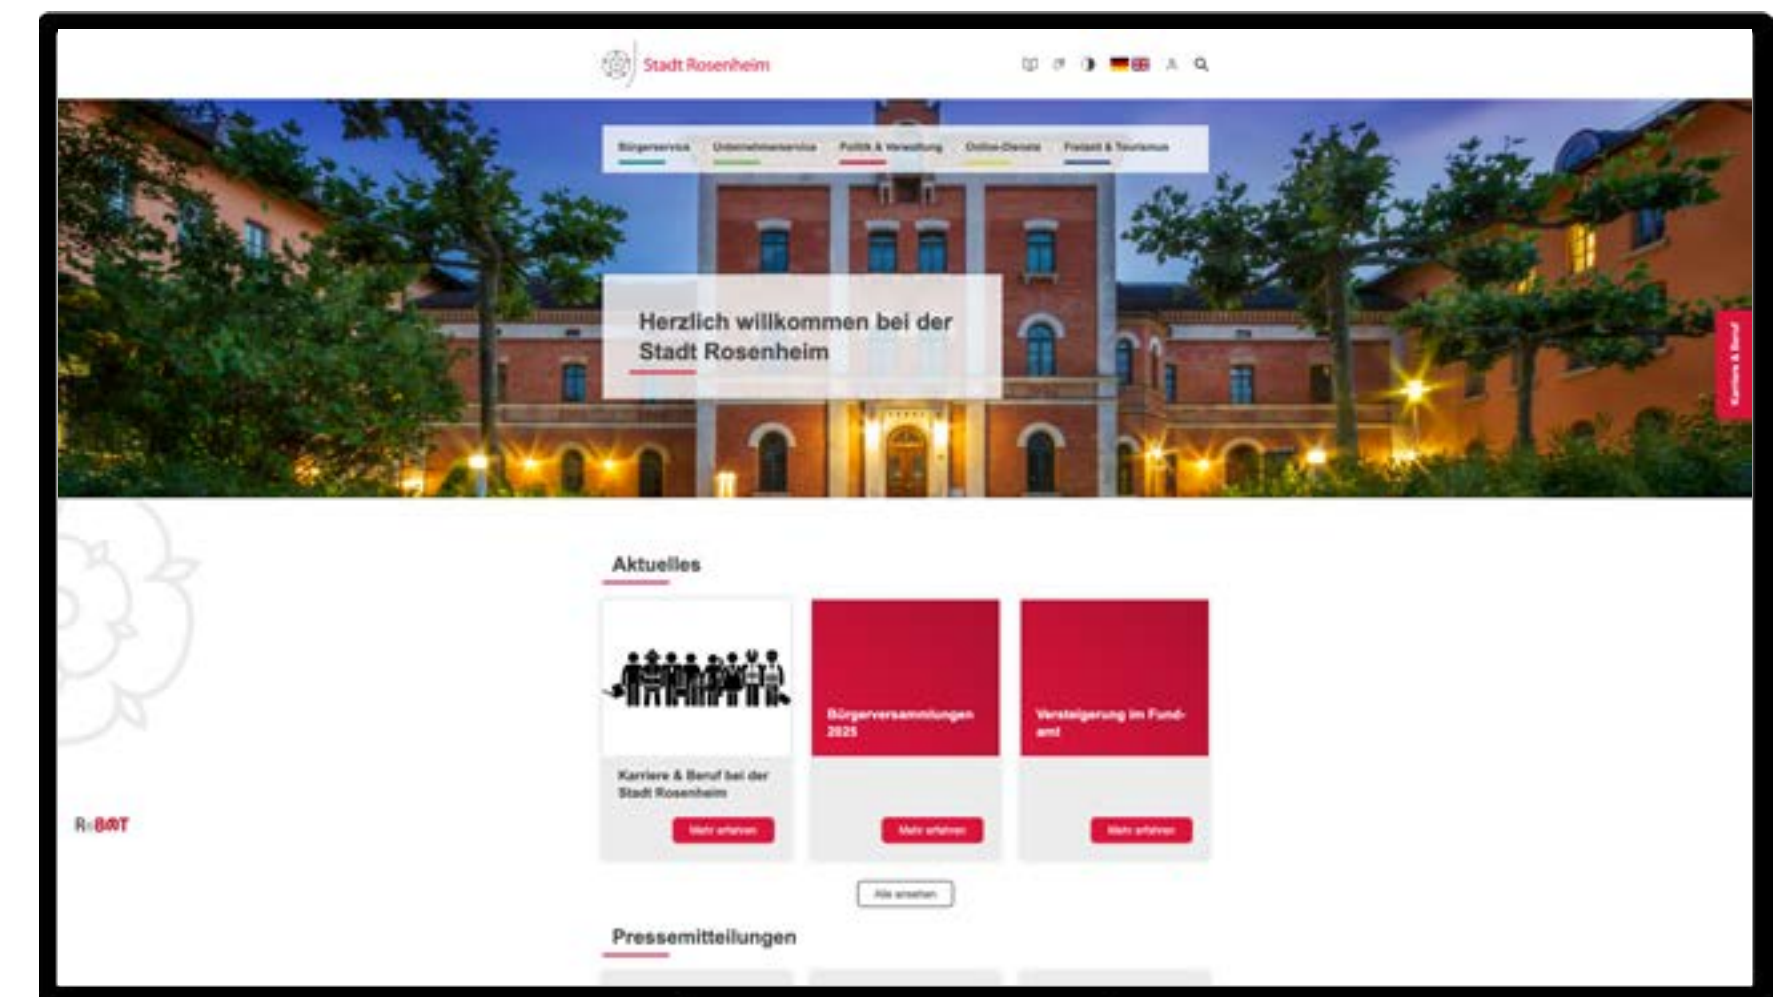 Stadt Rosenheim
Bürgerservice Unternehmerservice Politik & Verwaltung Online-Dienste Freizeit & Tourismus
Herzlich willkommen bei der
Stadt Rosenheim
Karriere & Beruf
Aktuelles
Bürgerversammlungen
2025
Versteigerung im Fund-
amt
Karriere & Beruf bei der
Stadt Rosenheim
Mehr erfahren Mehr erfahren Mehr erfahren
Alle ansehen
Pressemitteilungen